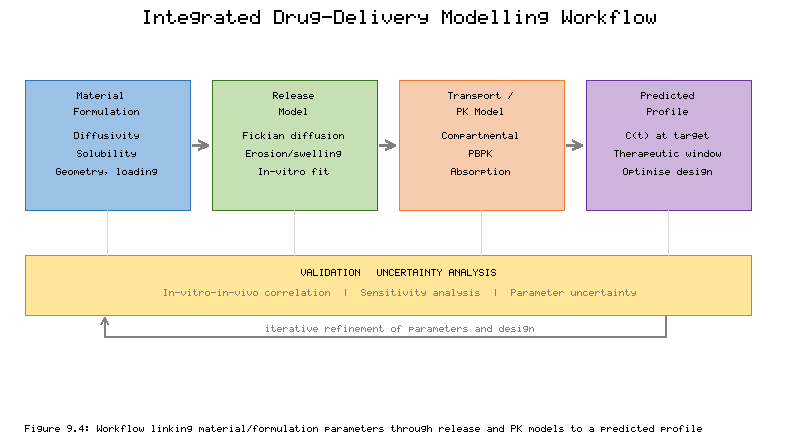 Integrated Drug-Delivery Modelling Workflow
Material
Formulation
Diffusivity
Solubility
Geometry, loading
Release
Model
Fickian diffusion
Erosion/swelling
In-vitro fit
Transport /
PK Model
Compartmental
PBPK
Absorption
Predicted
Profile
C(t) at target
Therapeutic window
Optimise design
VALIDATION   UNCERTAINTY ANALYSIS
In-vitro-in-vivo correlation  |  Sensitivity analysis  |  Parameter uncertainty
iterative refinement of parameters and design
Figure 9.4: Workflow linking material/formulation parameters through release and PK models to a predicted profile